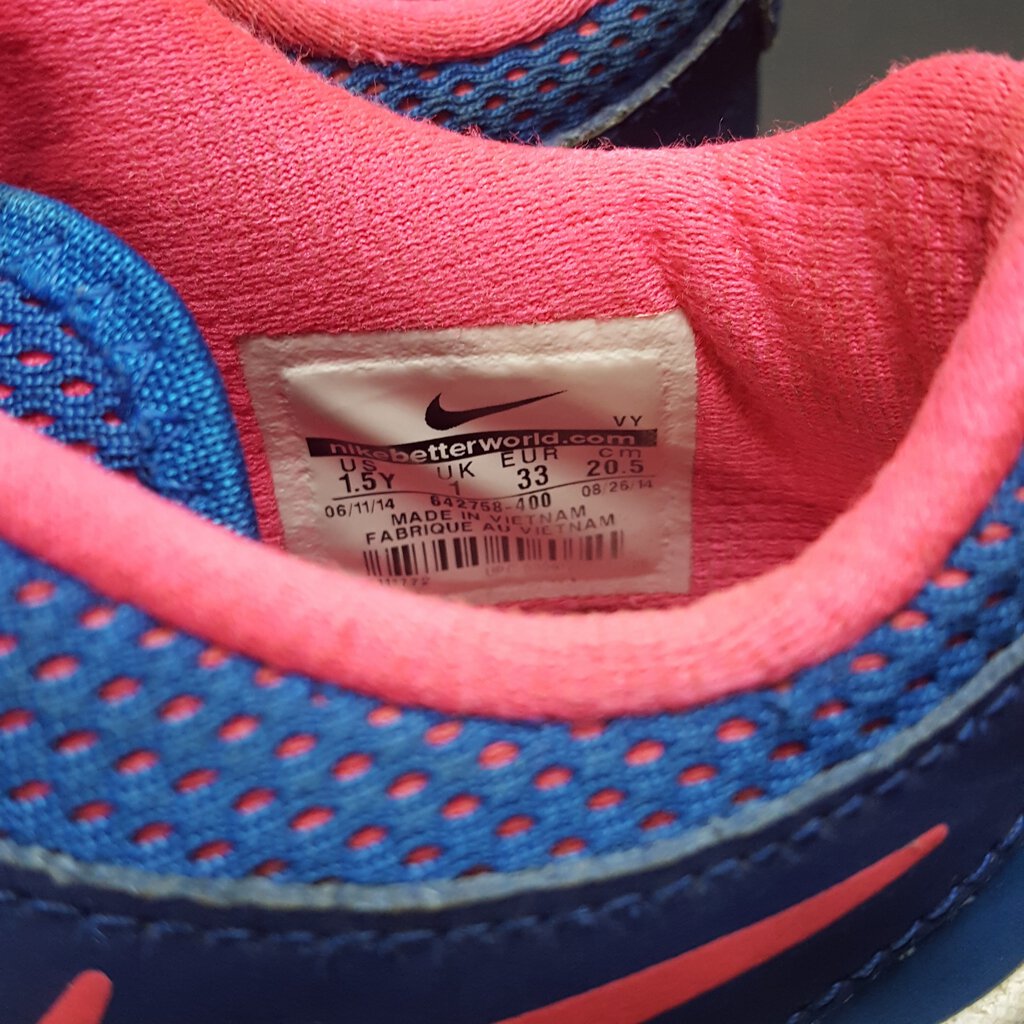 VY
nikebetterworld.com
US UK EUR cm
1.5Y 1 33 20.5
06/11/14 642758-400 08/26/14
MADE IN VIETNAM
FABRIQUE AU VIETNAM